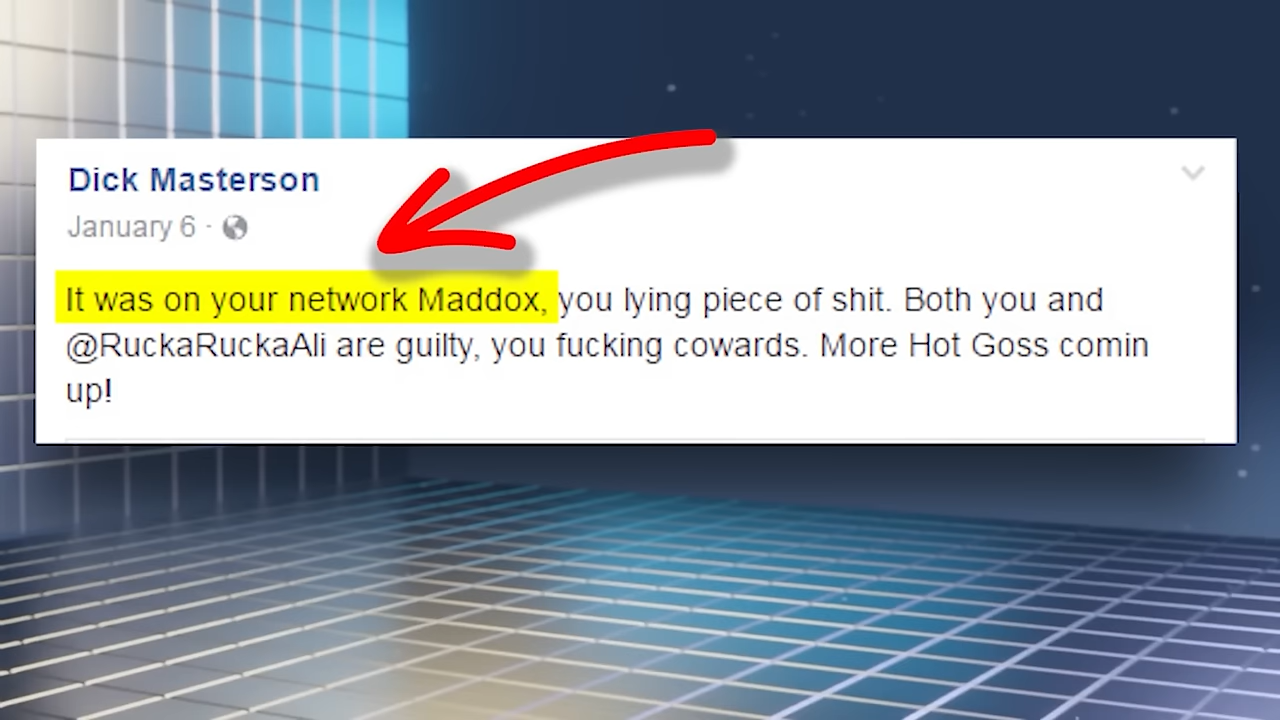 Dick Masterson
January 6 ·
It was on your network Maddox, you lying piece of shit. Both you and
@RuckaRuckaAli are guilty, you fucking cowards. More Hot Goss comin
up!